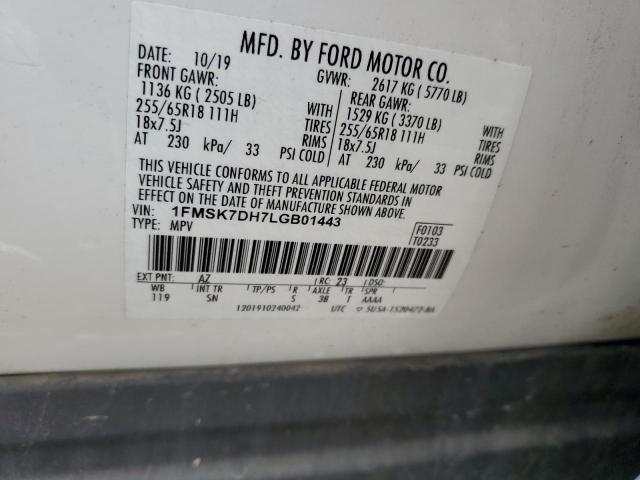 MFD. BY FORD MOTOR CO.
DATE: 10/19 GVWR: 2617 KG ( 5770 LB)
FRONT GAWR: REAR GAWR:
1136 KG ( 2505 LB) WITH 1529 KG ( 3370 LB) WITH
255/65R18 111H TIRES 255/65R18 111H TIRES
18x7.5J RIMS 18x7.5J RIMS
AT 230 kPa/ 33 PSI COLD AT 230 kPa/ 33 PSI COLD
THIS VEHICLE CONFORMS TO ALL APPLICABLE FEDERAL MOTOR
VEHICLE SAFETY AND THEFT PREVENTION STANDARDS IN
EFFECT ON THE DATE OF MANUFACTURE SHOWN ABOVE.
VIN: 1FMSK7DH7LGB01443 F0103
TYPE: MPV T0233
EXT PNT: AZ RC: 23 DSO:
WB INT TR TP/PS R AXLE TR SPR
119 SN S 3B T AAAA
1201910240042 UTC 5USA-1520472-BA